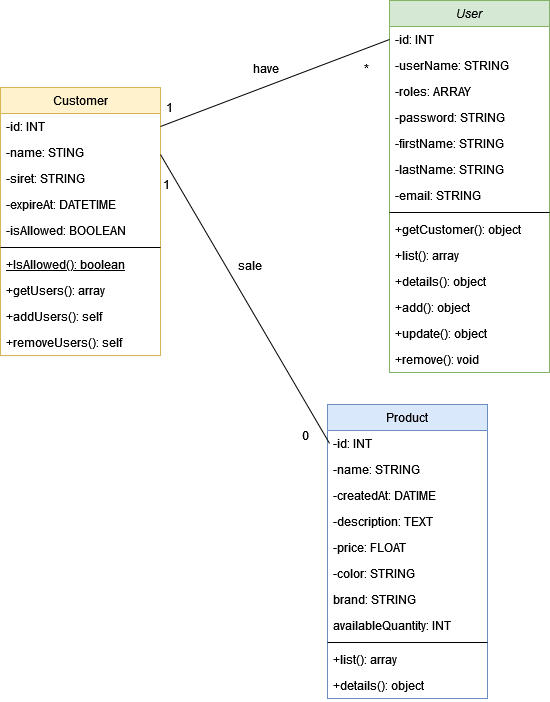 User
-id: INT
-userName: STRING
-roles: ARRAY
-password: STRING
-firstName: STRING
-lastName: STRING
-email: STRING
+getCustomer(): object
+list(): array
+details(): object
+add(): object
+update(): object
+remove(): void
have
*
1
Customer
-id: INT
-name: STING
-siret: STRING
-expireAt: DATETIME
-isAllowed: BOOLEAN
+IsAllowed(): boolean
+getUsers(): array
+addUsers(): self
+removeUsers(): self
1
sale
0
Product
-id: INT
-name: STRING
-createdAt: DATIME
-description: TEXT
-price: FLOAT
-color: STRING
brand: STRING
availableQuantity: INT
+list(): array
+details(): object